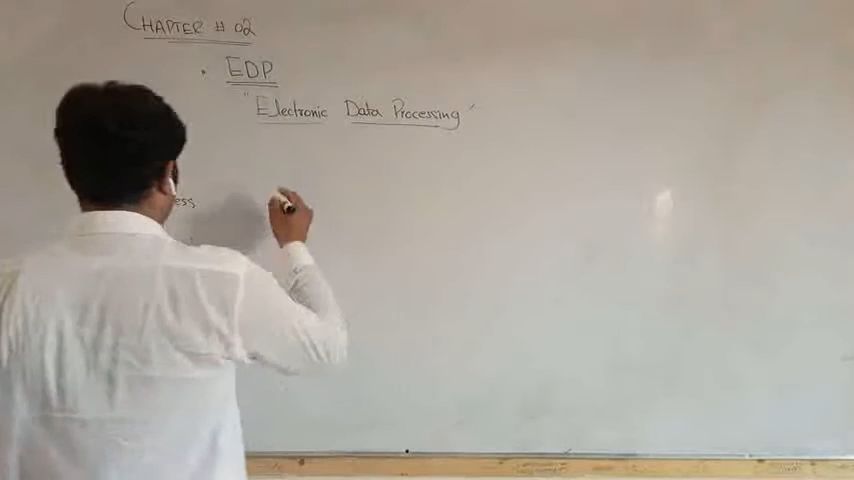 CHAPTER # 02
• EDP
"Electronic Data Processing"